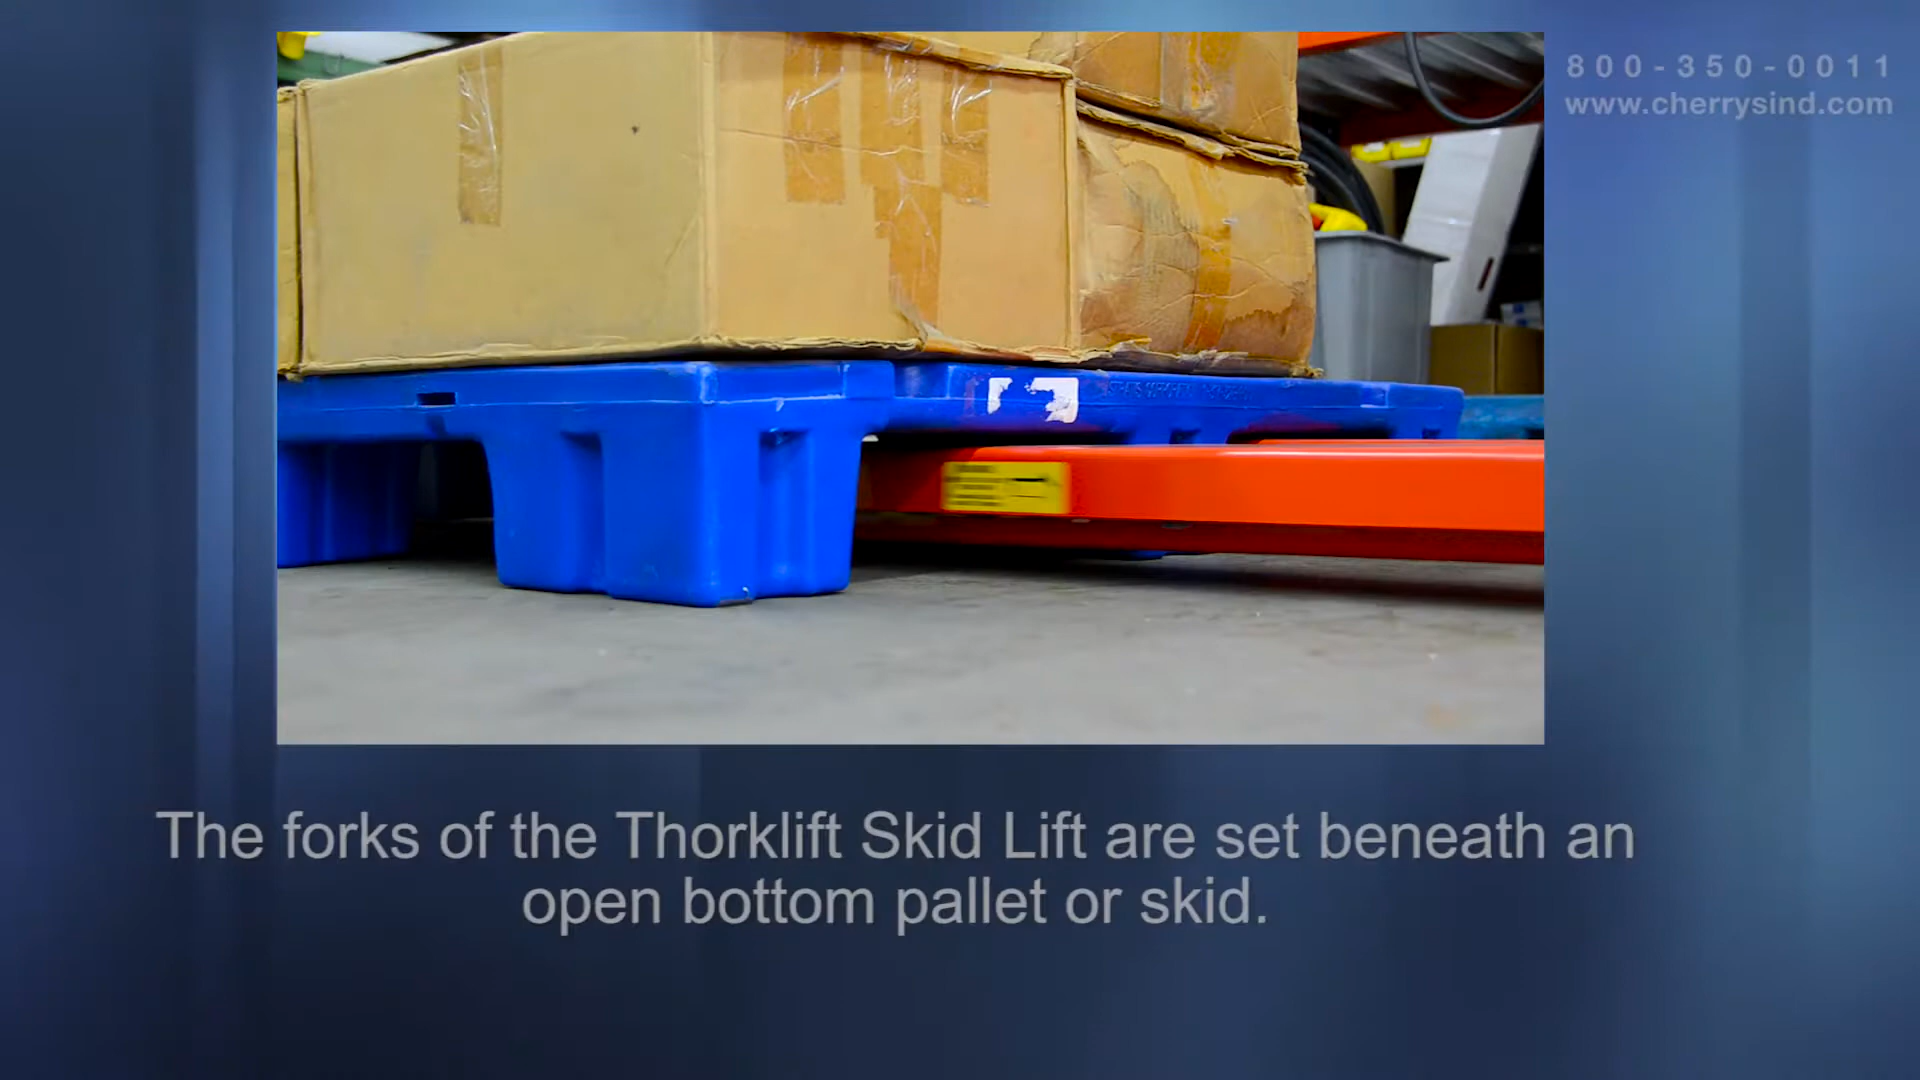 800-350-0011
www.cherrysind.com
The forks of the Thorklift Skid Lift are set beneath an
open bottom pallet or skid.